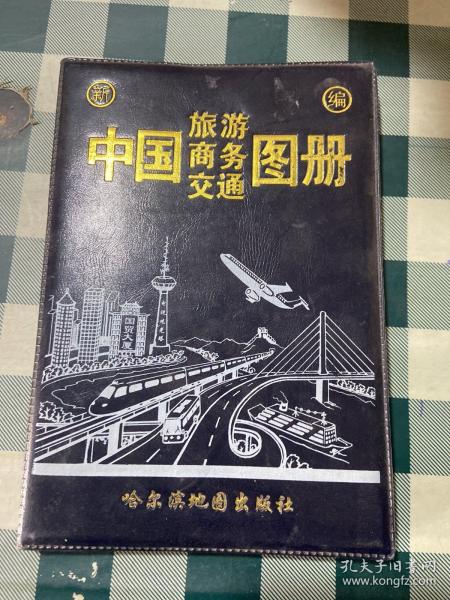 新 编
中国 旅游 商务 交通 图册
国贸大厦
哈尔滨地图出版社
孔夫子旧书网
www.kongfz.com